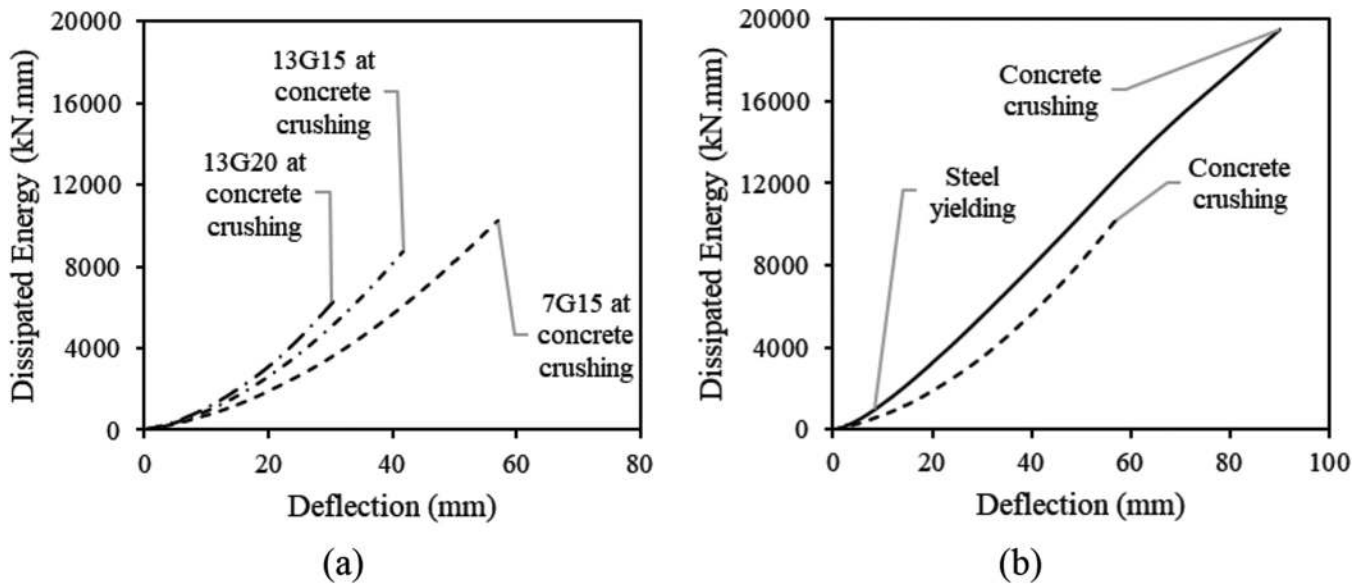 20000
16000
12000
8000
4000
0
Dissipated Energy (kN.mm)
13G15 at
concrete
crushing
13G20 at
concrete
crushing
7G15 at
concrete
crushing
0 20 40 60 80
Deflection (mm)
(a)
20000
16000
12000
8000
4000
0
Dissipated Energy (kN.mm)
Concrete
crushing
Steel
yielding
Concrete
crushing
0 20 40 60 80 100
Deflection (mm)
(b)